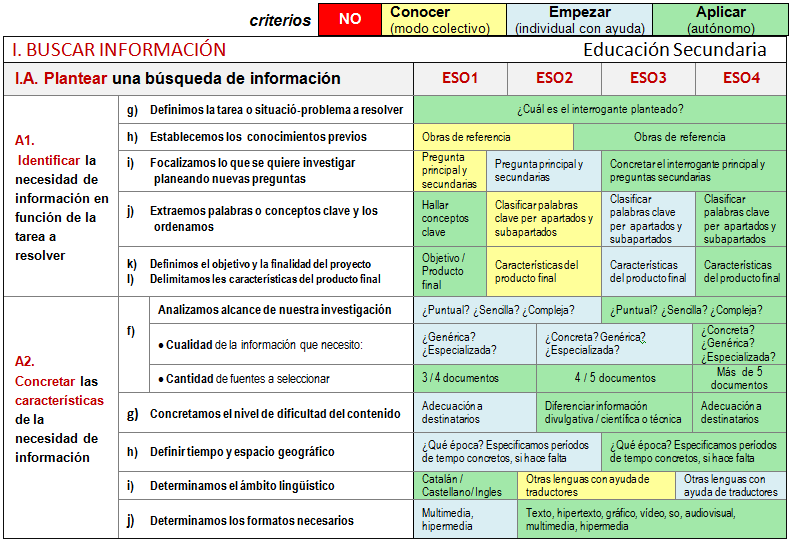 criterios
NO
Conocer
(modo colectivo)
Empezar
(individual con ayuda)
Aplicar
(autónomo)
I. BUSCAR INFORMACIÓN
Educación Secundaria
I.A. Plantear una búsqueda de información
ESO1
ESO2
ESO3
ESO4
A1.
Identificar la
necesidad de
información en
función de la
tarea a
resolver
g) Definimos la tarea o situació-problema a resolver
¿Cuál es el interrogante planteado?
h) Establecemos los conocimientos previos
Obras de referencia
Obras de referencia
i) Focalizamos lo que se quiere investigar
planeando nuevas preguntas
Pregunta
principal y
secundarias
Pregunta principal y
secundarias
Concretar el interrogante principal y
preguntas secundarias
j) Extraemos palabras o conceptos clave y los
ordenamos
Hallar
conceptos
clave
Clasificar palabras
clave per apartados y
subapartados
Clasificar
palabras clave
per apartados y
subapartados
Clasificar
palabras clave
per apartados y
subapartados
k) Definimos el objetivo y la finalidad del proyecto
l) Delimitamos les características del producto final
Objetivo /
Producto
final
Características del
producto final
Características
del producto final
Características
del producto final
A2.
Concretar las
características
de la
necesidad de
información
f)
Analizamos alcance de nuestra investigación
¿Puntual? ¿Sencilla? ¿Compleja?
¿Puntual? ¿Sencilla? ¿Compleja?
• Cualidad de la información que necesito:
¿Genérica?
¿Especializada?
¿Concreta? Genérica?
¿Especializada?
¿Concreta?
¿Genérica?
¿Especializada?
• Cantidad de fuentes a seleccionar
3 / 4 documentos
4 / 5 documentos
Más de 5
documentos
g) Concretamos el nivel de dificultad del contenido
Adecuación a
destinatarios
Diferenciar información
divulgativa / científica o técnica
Adecuación a
destinatarios
h) Definir tiempo y espacio geográfico
¿Qué época? Especificamos períodos
de tempo concretos, si hace falta
¿Qué época? Especificamos períodos
de tempo concretos, si hace falta
i) Determinamos el ámbito lingüístico
Catalán /
Castellano/ Ingles
Otras lenguas con ayuda de
traductores
Otras lenguas con
ayuda de traductores
j) Determinamos los formatos necesarios
Multimedia,
hipermedia
Texto, hipertexto, gráfico, vídeo, so, audiovisual,
multimedia, hipermedia